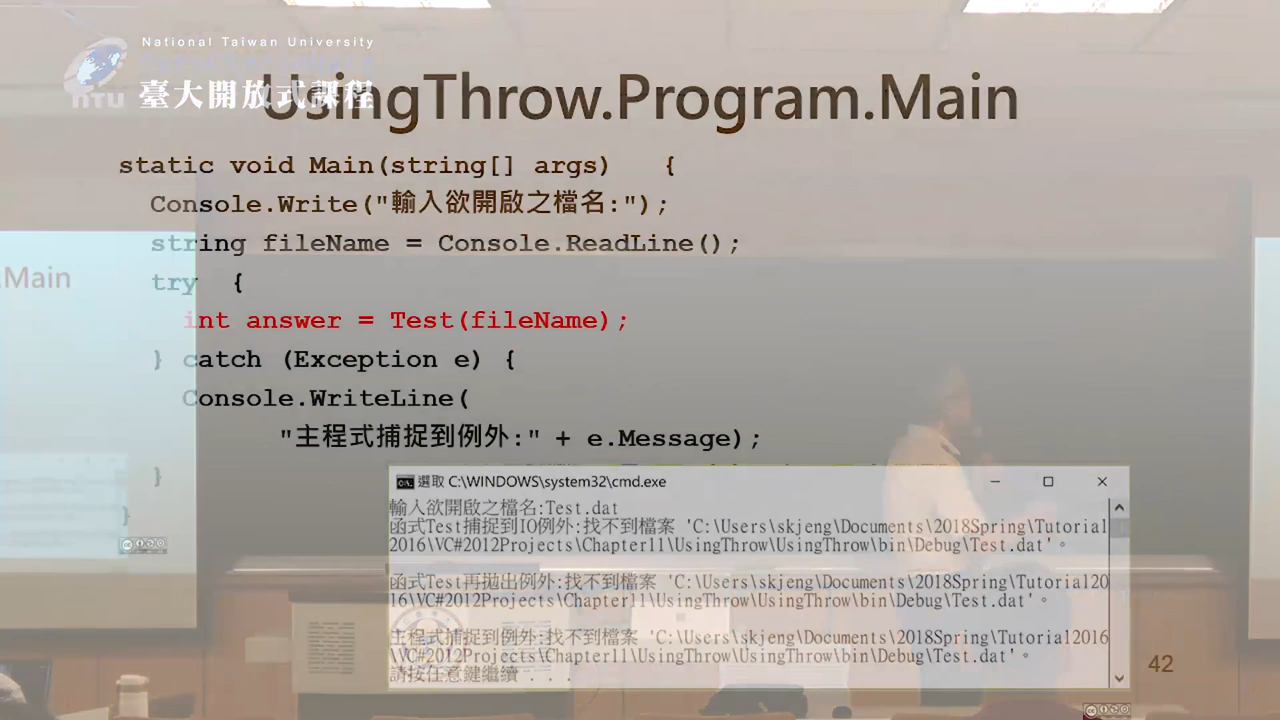 National Taiwan University
臺大開放式課程
NTU
UsingThrow.Program.Main
static void Main(string[] args) {
Console.Write("輸入欲開啟之檔名:");
string fileName = Console.ReadLine();
try {
int answer = Test(fileName);
} catch (Exception e) {
Console.WriteLine(
"主程式捕捉到例外:" + e.Message);
}
}
.Main
選取 C:\WINDOWS\system32\cmd.exe
輸入欲開啟之檔名:Test.dat
函式Test捕捉到IO例外:找不到檔案 'C:\Users\skjeng\Documents\2018Spring\Tutorial
2016\VC#2012Projects\Chapter11\UsingThrow\UsingThrow\bin\Debug\Test.dat'。
函式Test再拋出例外:找不到檔案 'C:\Users\skjeng\Documents\2018Spring\Tutorial20
16\VC#2012Projects\Chapter11\UsingThrow\UsingThrow\bin\Debug\Test.dat'。
主程式捕捉到例外:找不到檔案 'C:\Users\skjeng\Documents\2018Spring\Tutorial2016
\VC#2012Projects\Chapter11\UsingThrow\UsingThrow\bin\Debug\Test.dat'。
請按任意鍵繼續 . . .
42